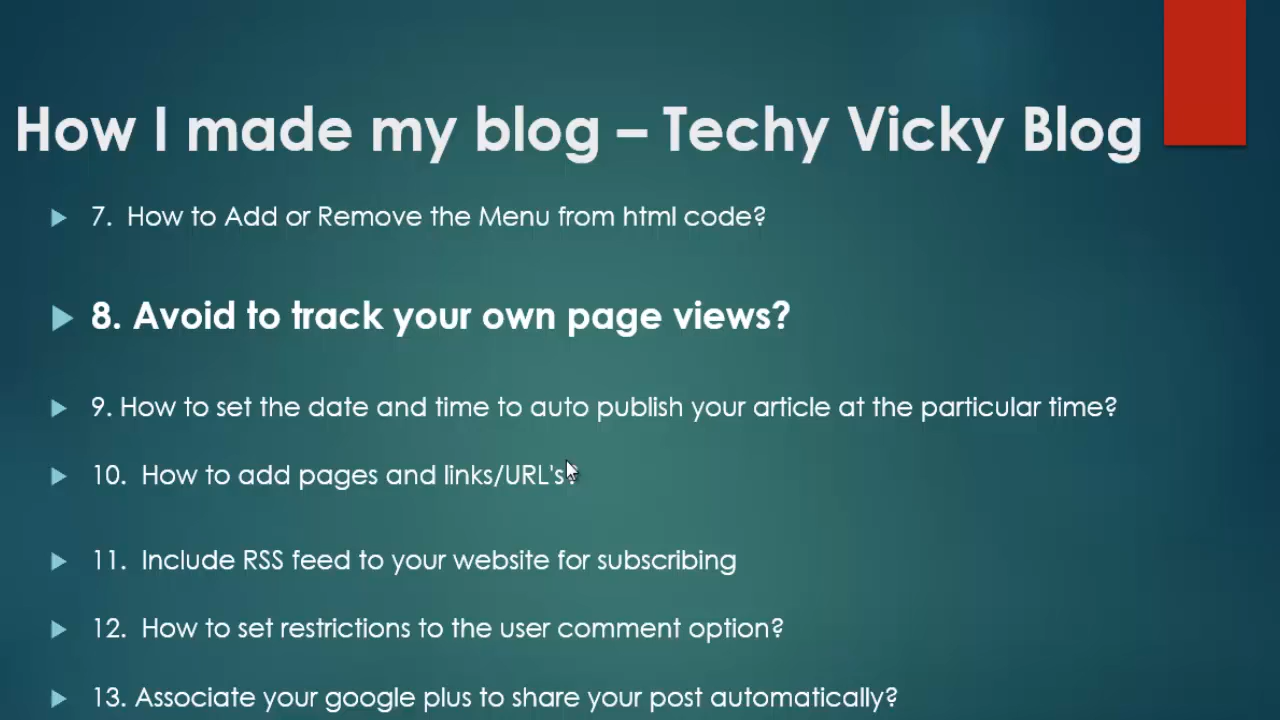 How I made my blog – Techy Vicky Blog
7. How to Add or Remove the Menu from html code?
8. Avoid to track your own page views?
9. How to set the date and time to auto publish your article at the particular time?
10. How to add pages and links/URL's?
11. Include RSS feed to your website for subscribing
12. How to set restrictions to the user comment option?
13. Associate your google plus to share your post automatically?